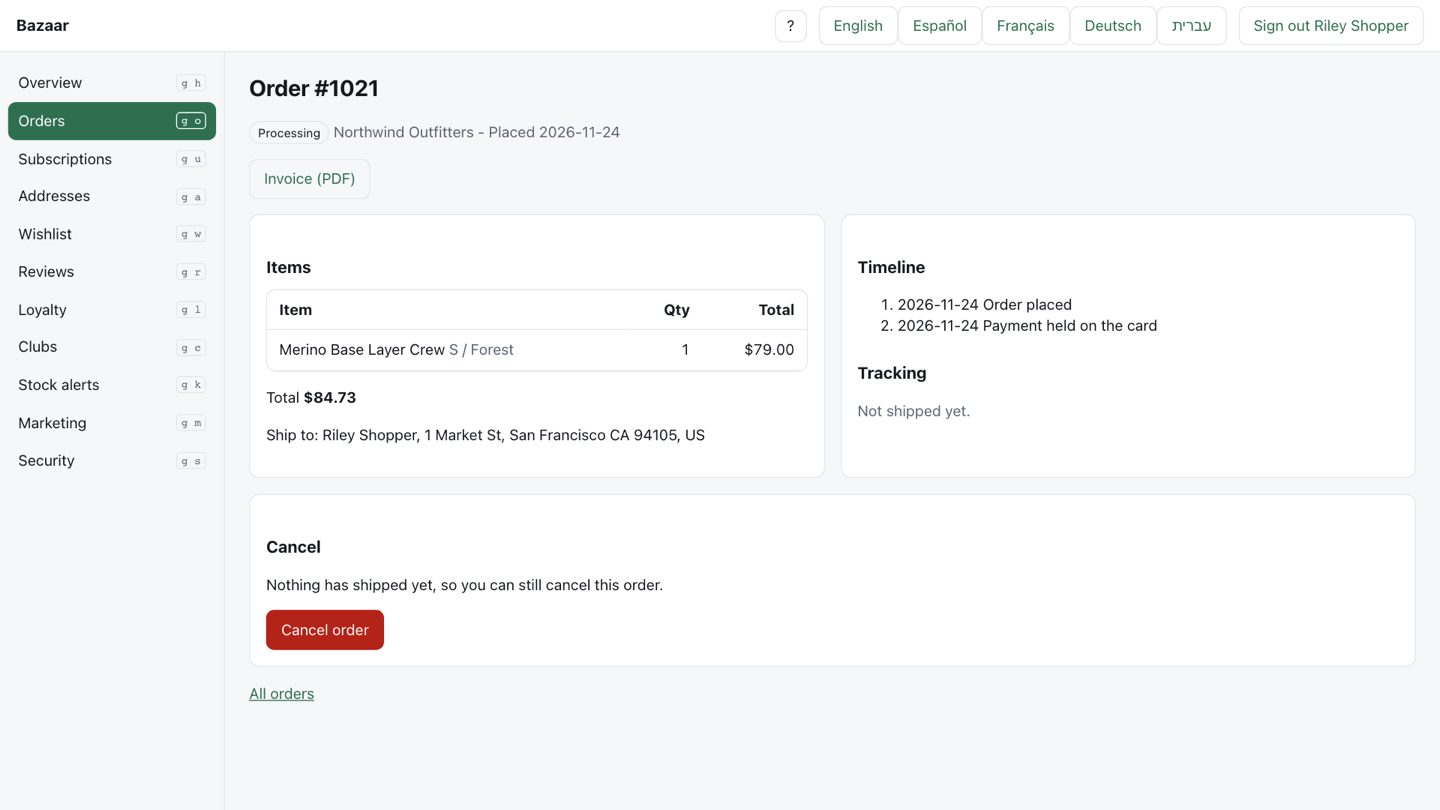 Bazaar
?
English
Español
Français
Deutsch
עברית
Sign out Riley Shopper
Overview g h
Orders g o
Subscriptions g u
Addresses g a
Wishlist g w
Reviews g r
Loyalty g l
Clubs g c
Stock alerts g k
Marketing g m
Security g s
Order #1021
Processing Northwind Outfitters - Placed 2026-11-24
Invoice (PDF)
Items
Item Qty Total
Merino Base Layer Crew S / Forest 1 $79.00
Total $84.73
Ship to: Riley Shopper, 1 Market St, San Francisco CA 94105, US
Timeline
1. 2026-11-24 Order placed
2. 2026-11-24 Payment held on the card
Tracking
Not shipped yet.
Cancel
Nothing has shipped yet, so you can still cancel this order.
Cancel order
All orders